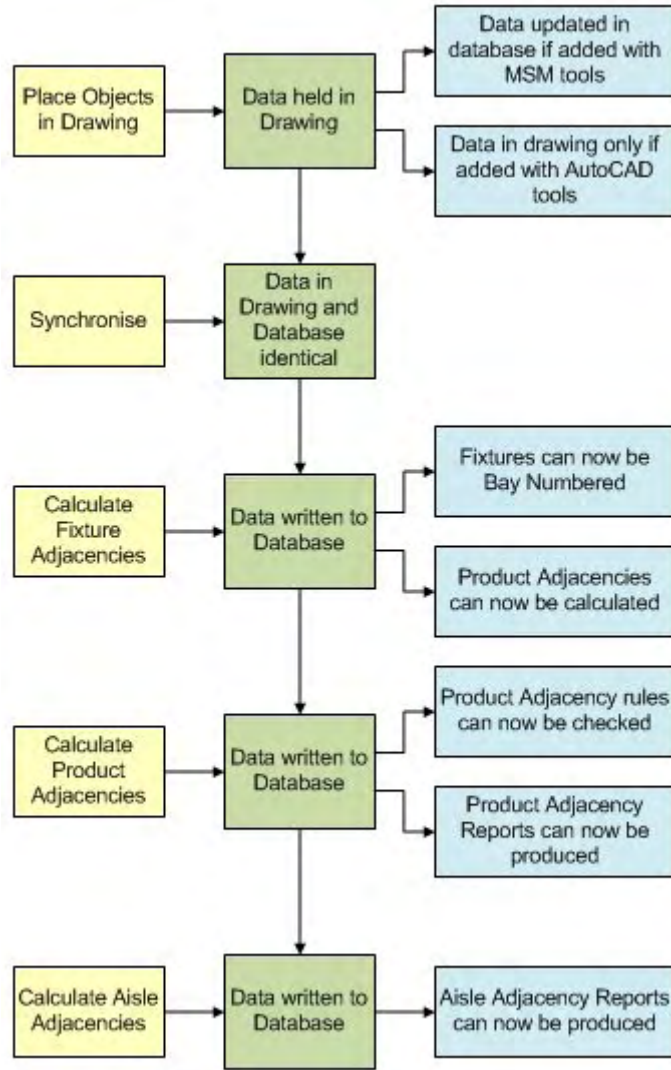 Data updated in
database if added with
MSM tools
Place Objects
in Drawing
Data held in
Drawing
Data in drawing only if
added with AutoCAD
tools
Synchronise
Data in
Drawing and
Database
identical
Fixtures can now be
Bay Numbered
Calculate
Fixture
Adjacencies
Data written to
Database
Product Adjacencies
can now be calculated
Product Adjacency rules
can now be checked
Calculate
Product
Adjacencies
Data written to
Database
Product Adjacency
Reports can now be
produced
Calculate Aisle
Adjacencies
Data written to
Database
Aisle Adjacency Reports
can now be produced